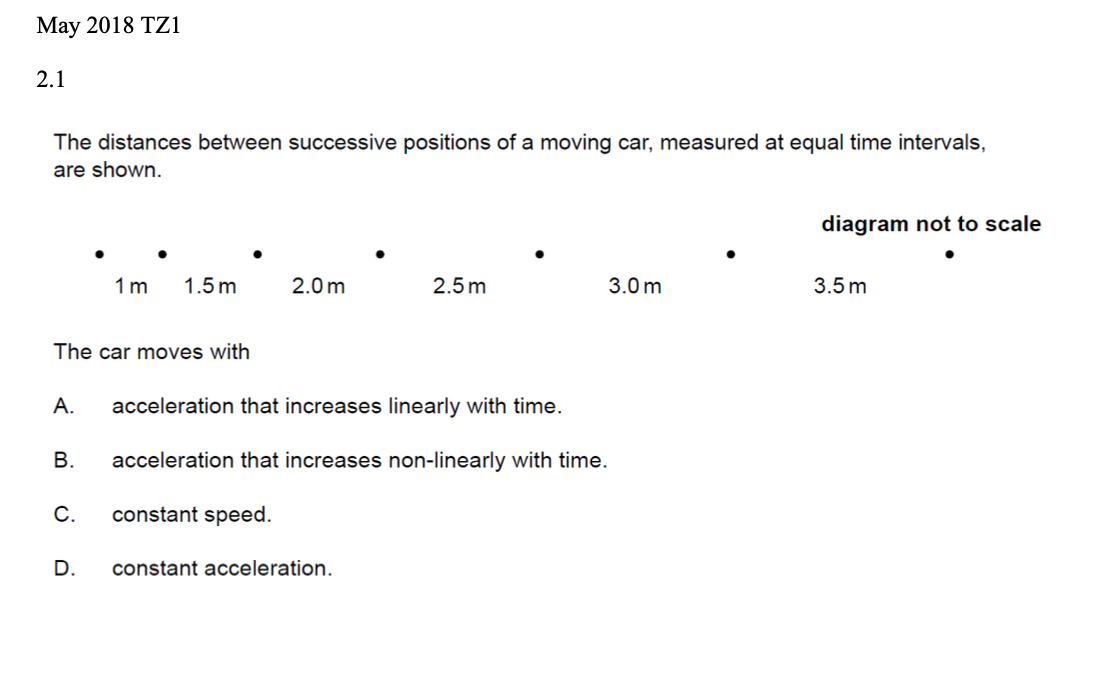 May 2018 TZ1
2.1
The distances between successive positions of a moving car, measured at equal time intervals,
are shown.
diagram not to scale
1 m 1.5 m 2.0 m 2.5 m 3.0 m 3.5 m
The car moves with
A. acceleration that increases linearly with time.
B. acceleration that increases non-linearly with time.
C. constant speed.
D. constant acceleration.